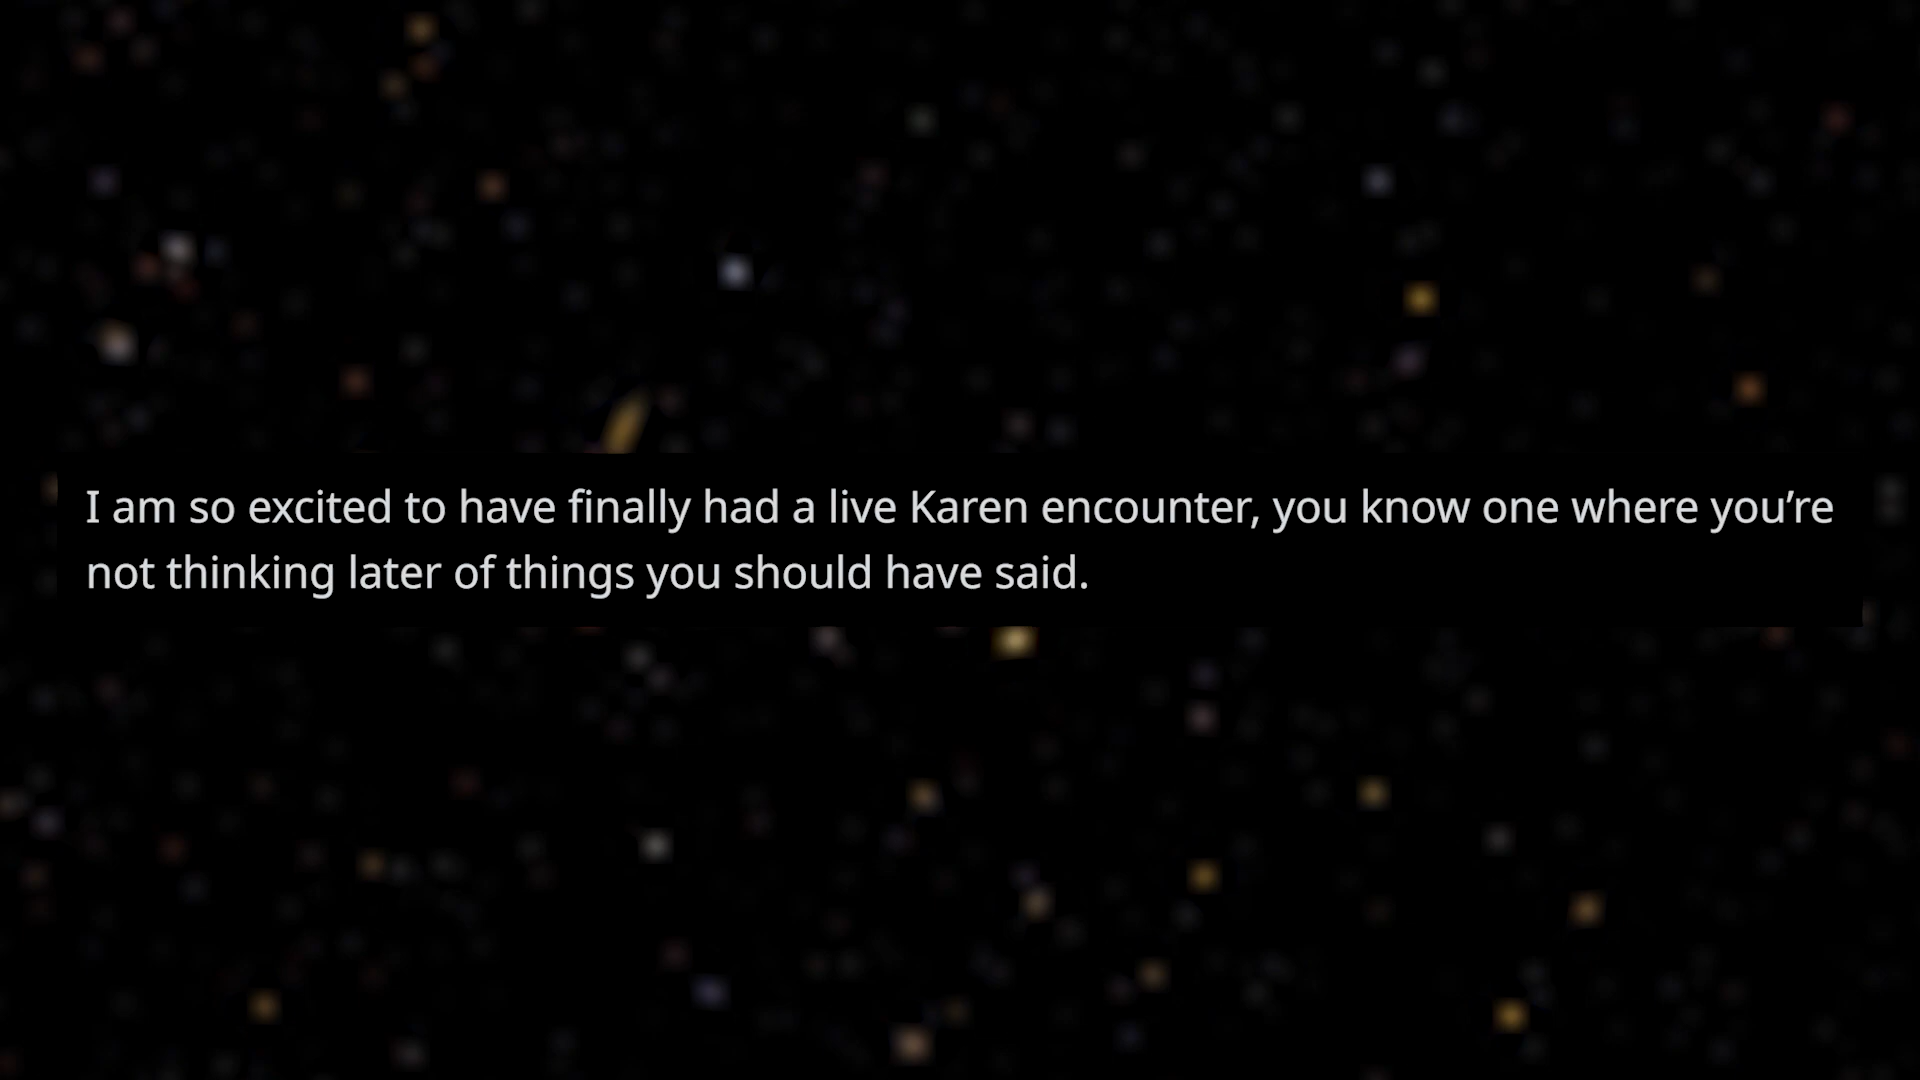 I am so excited to have finally had a live Karen encounter, you know one where you’re
not thinking later of things you should have said.